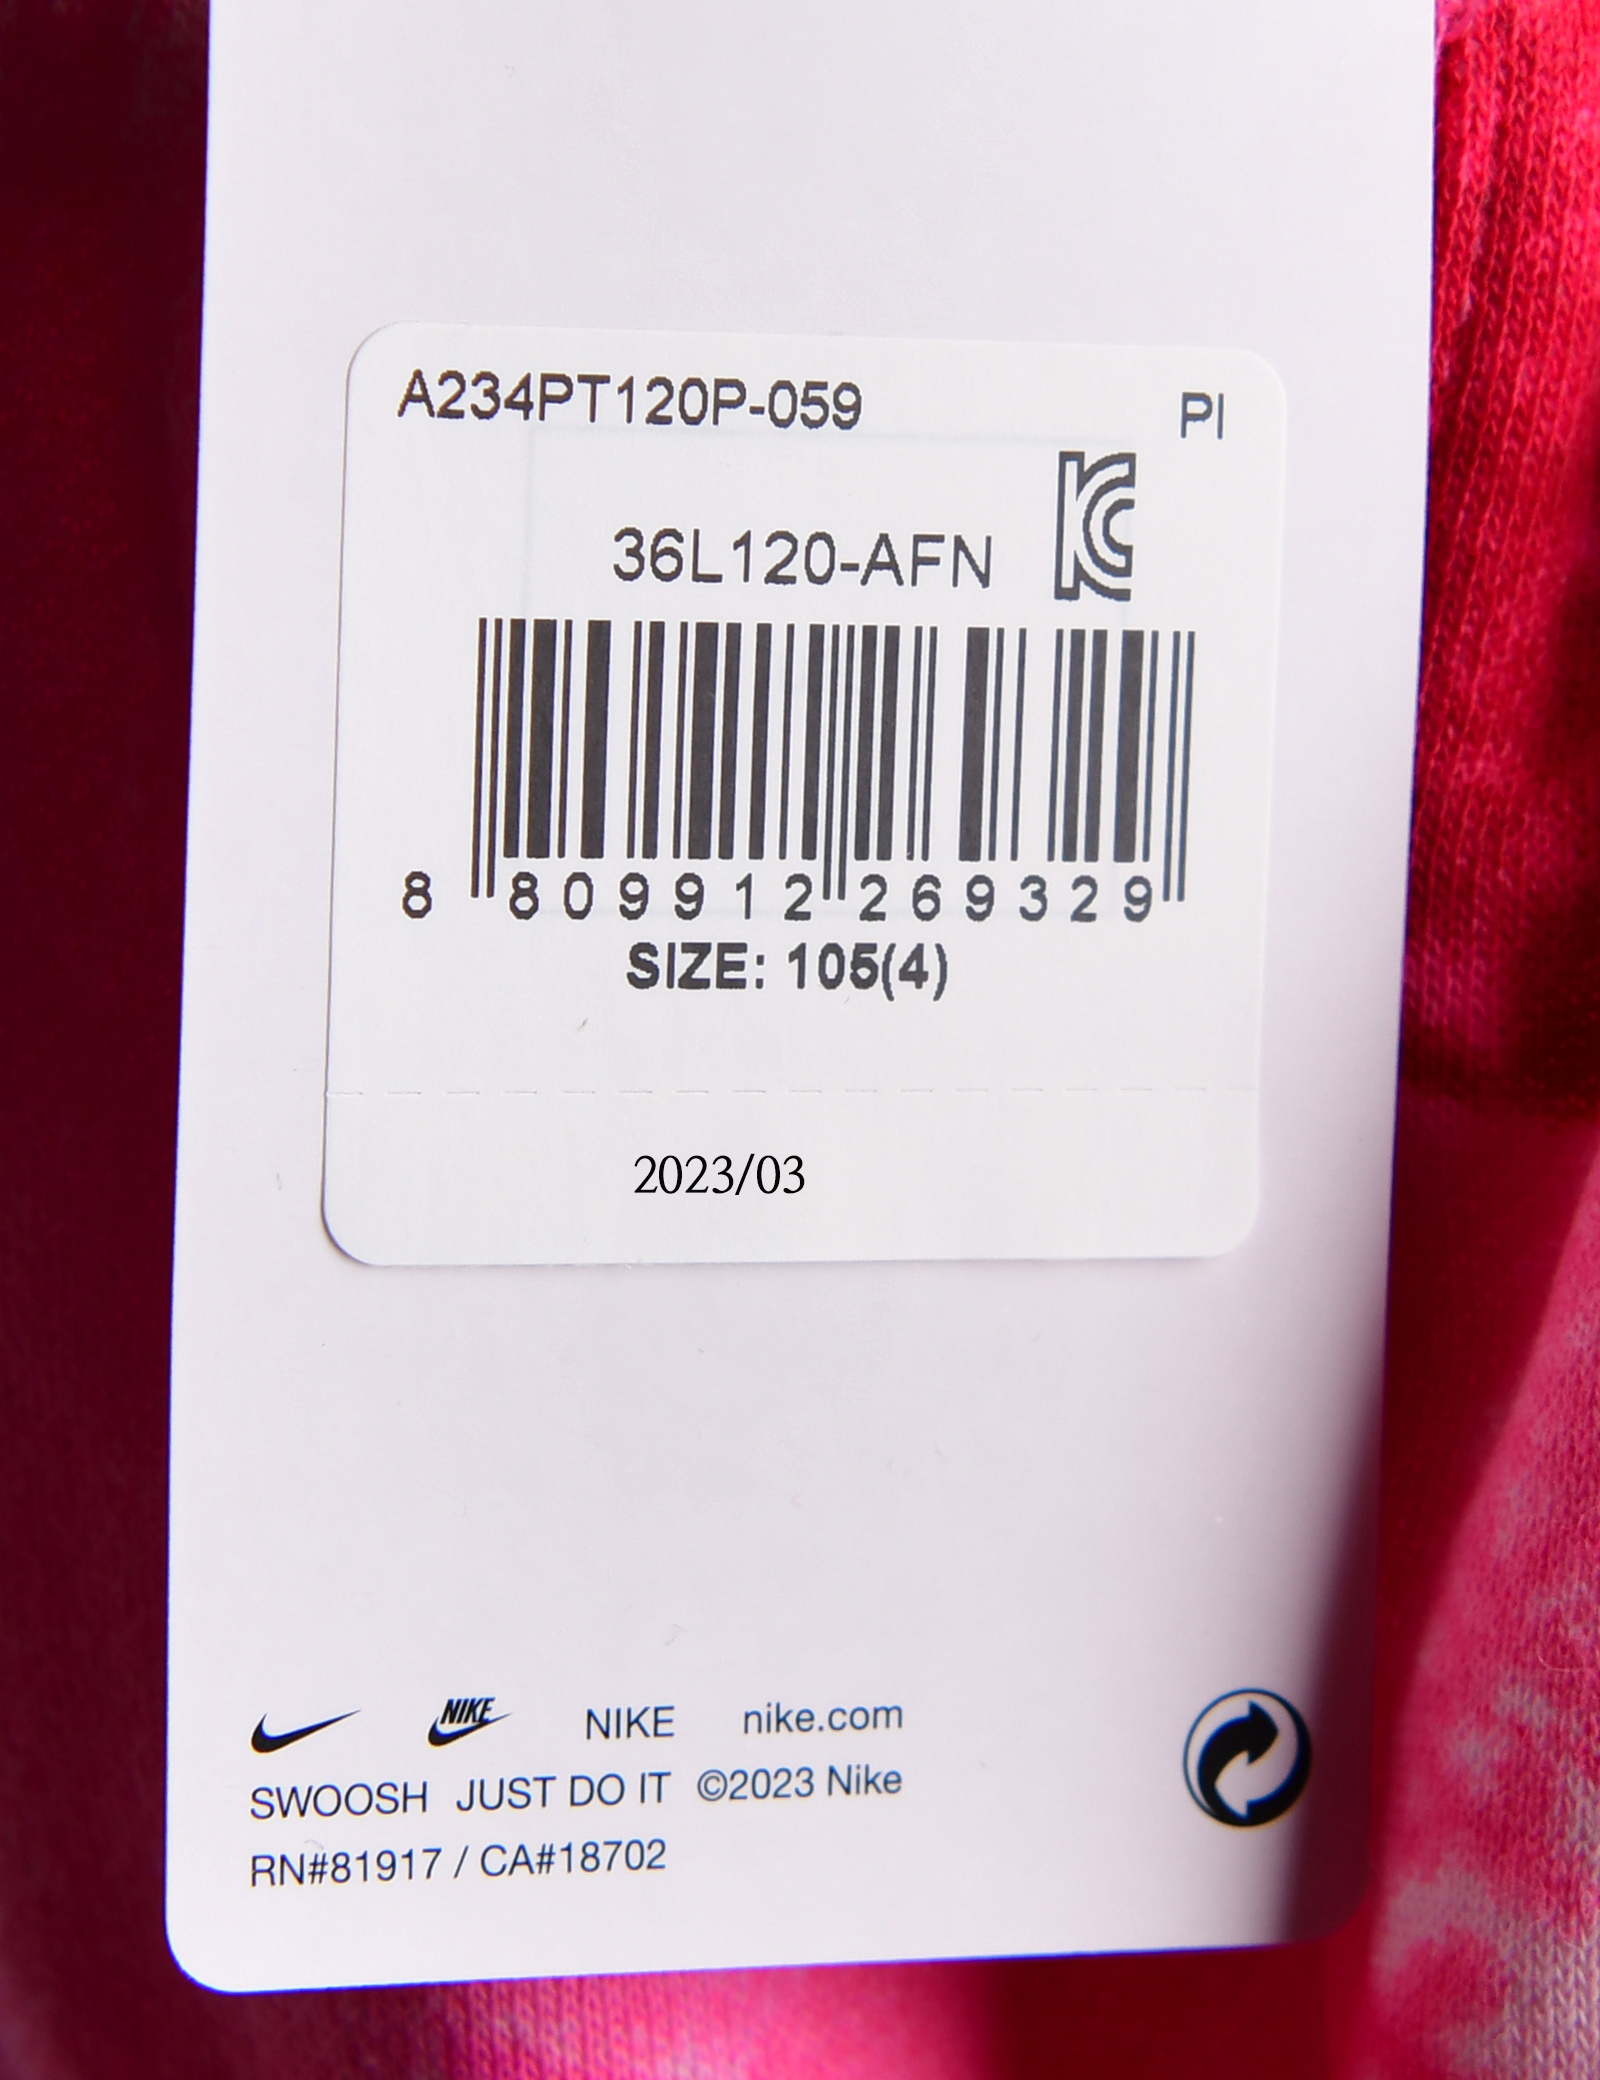 A234PT120P-059 PI
36L120-AFN
8 809912 269329
SIZE: 105(4)
2023/03
NIKE NIKE nike.com
SWOOSH JUST DO IT ©2023 Nike
RN#81917 / CA#18702